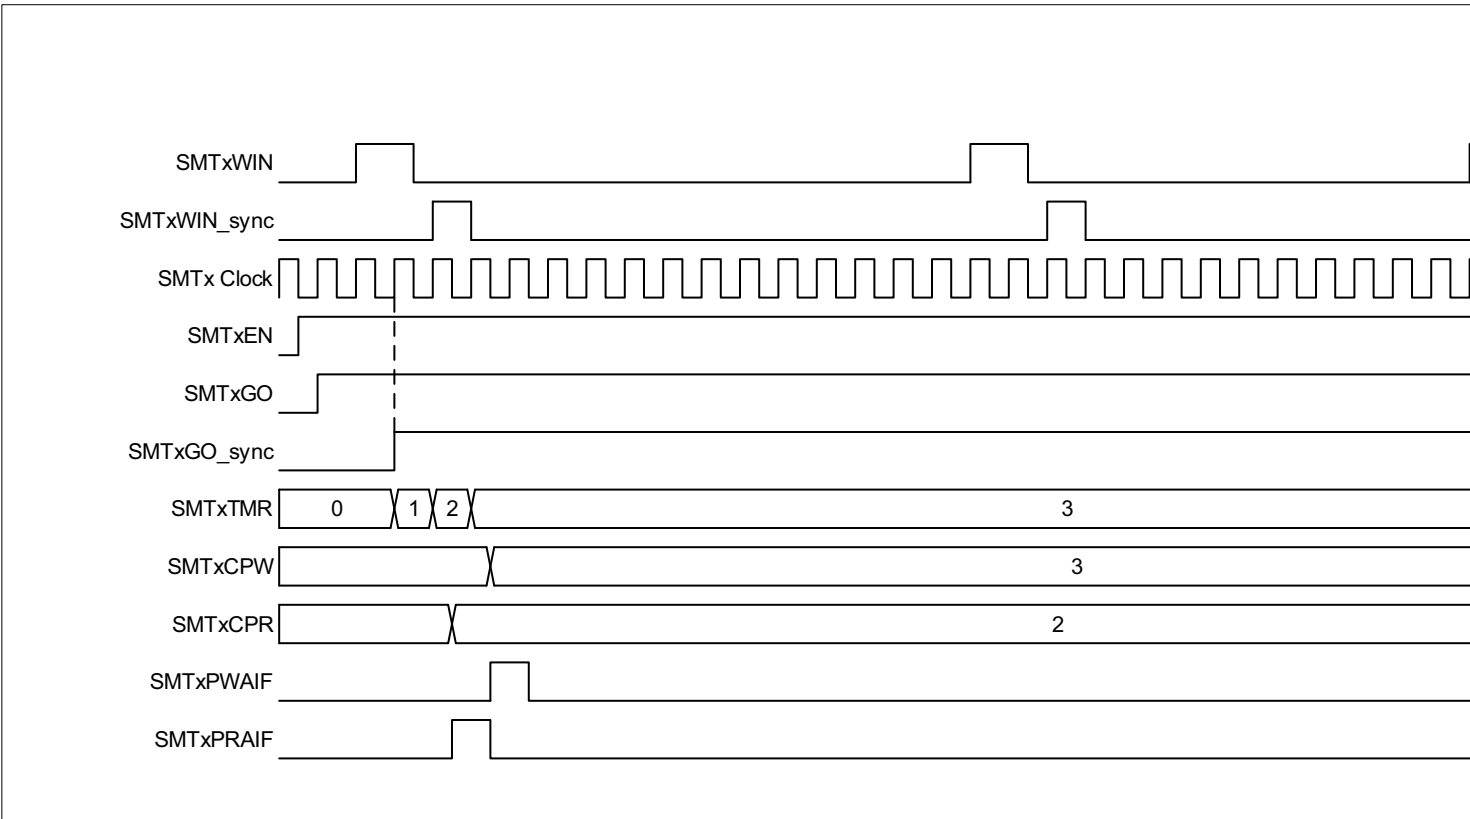 SMTxWIN
SMTxWIN_sync
SMTx Clock
SMTxEN
SMTxGO
SMTxGO_sync
SMTxTMR 0 1 2 3
SMTxCPW 3
SMTxCPR 2
SMTxPWAIF
SMTxPRAIF